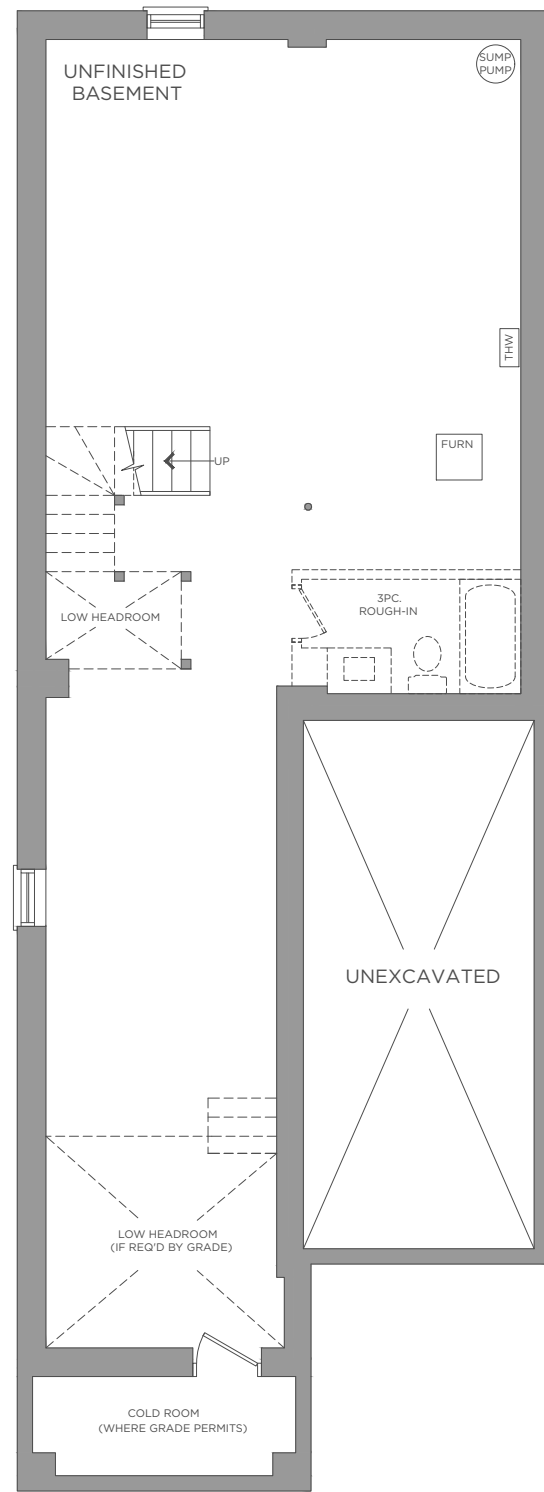 UNFINISHED
BASEMENT
SUMP
PUMP
THW
FURN
UP
3PC.
ROUGH-IN
LOW HEADROOM
UNEXCAVATED
LOW HEADROOM
(IF REQ'D BY GRADE)
COLD ROOM
(WHERE GRADE PERMITS)